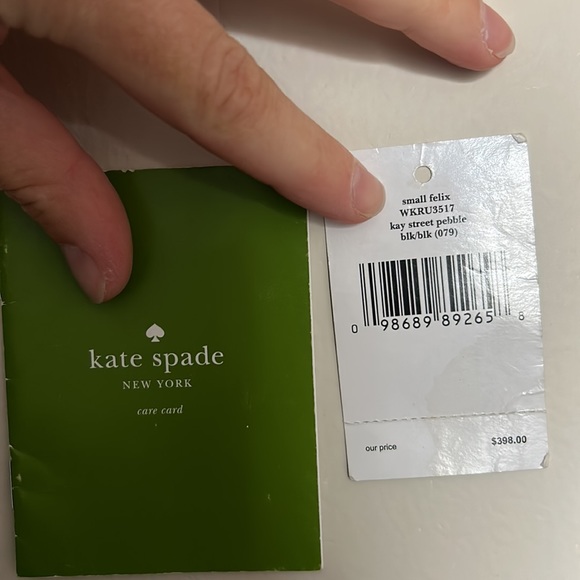 kate spade
NEW YORK
care card
small felix
WKRU3517
kay street pebble
blk/blk (079)
0 98689 89265 8
our price $398.00